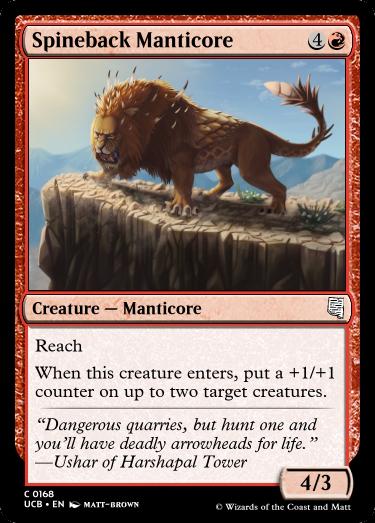 Spineback Manticore 4
Creature — Manticore
Reach
When this creature enters, put a +1/+1
counter on up to two target creatures.
“Dangerous quarries, but hunt one and
you’ll have deadly arrowheads for life.”
—Ushar of Harshapal Tower
4/3
C 0168
UCB • EN MATT-BROWN
© Wizards of the Coast and Matt